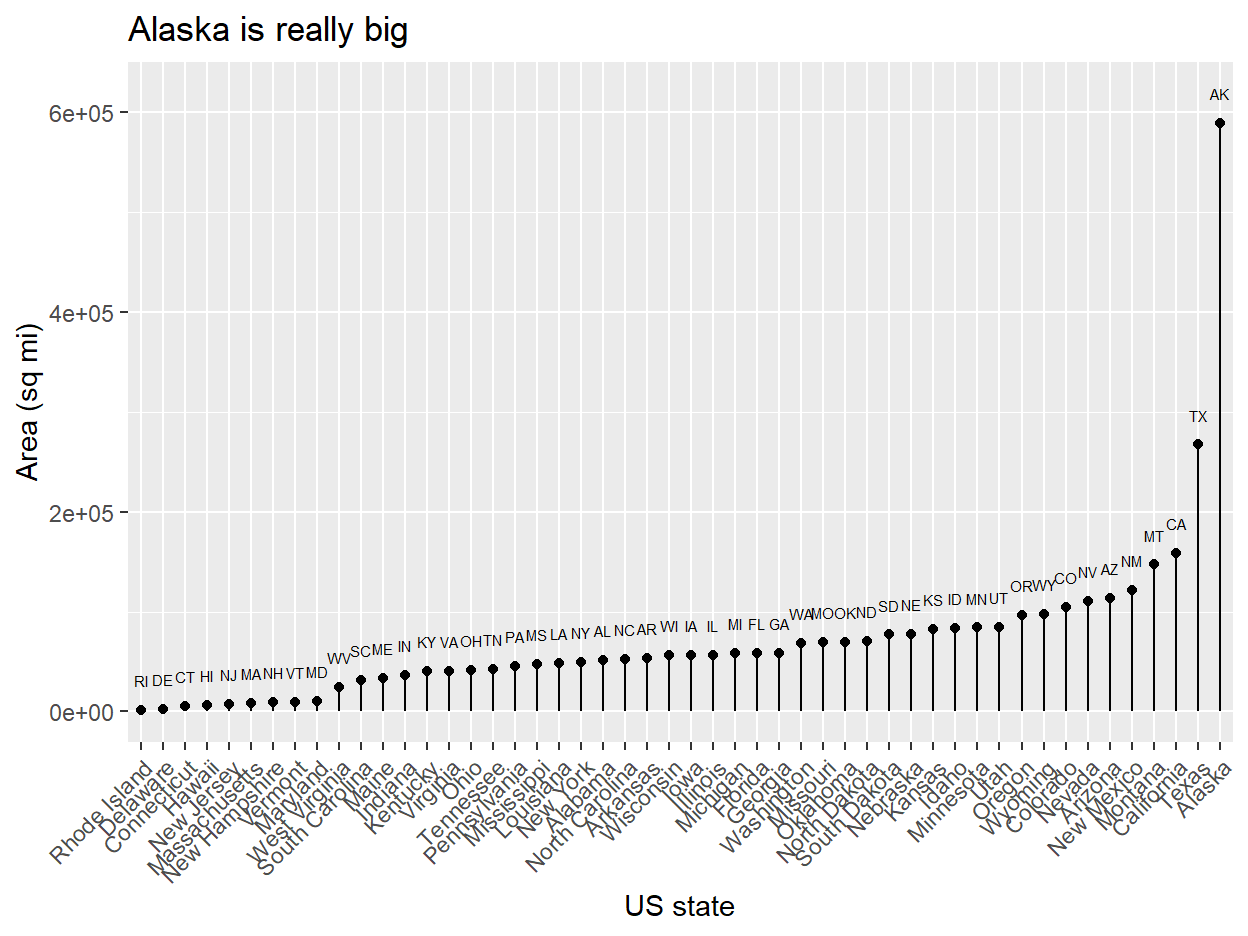 Alaska is really big
6e+05
4e+05
2e+05
0e+00
Area (sq mi)
RI DE CT HI NJ MA NH VT MD WV SC ME IN KY VA OH TN PA MS LA NY AL NC AR WI IA IL MI FL GA WA MO OK ND SD NE KS ID MN UT OR WY CO NV AZ NM MT CA TX AK
Rhode Island
Delaware
Connecticut
Hawaii
New Jersey
Massachusetts
New Hampshire
Vermont
Maryland
West Virginia
South Carolina
Maine
Indiana
Kentucky
Virginia
Ohio
Tennessee
Pennsylvania
Mississippi
Louisiana
New York
Alabama
North Carolina
Arkansas
Wisconsin
Iowa
Illinois
Michigan
Florida
Georgia
Washington
Missouri
Oklahoma
North Dakota
South Dakota
Nebraska
Kansas
Idaho
Minnesota
Utah
Oregon
Wyoming
Colorado
Nevada
Arizona
New Mexico
Montana
California
Texas
Alaska
US state